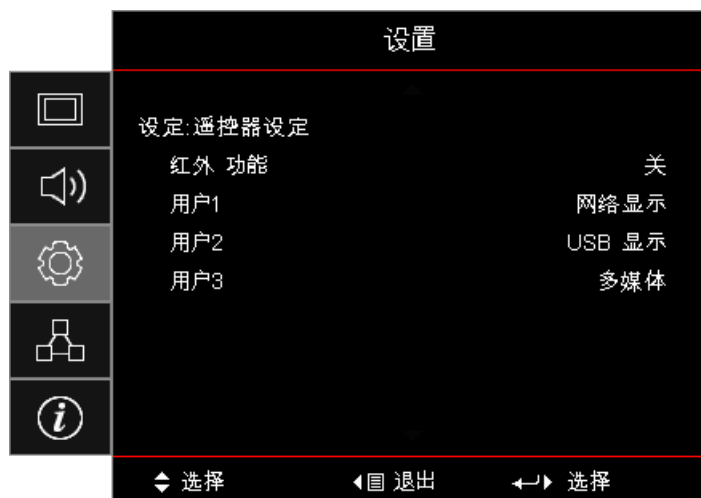 设置
设定:遥控器设定
红外 功能 关
用户1 网络显示
用户2 USB 显示
用户3 多媒体
选择 退出 选择